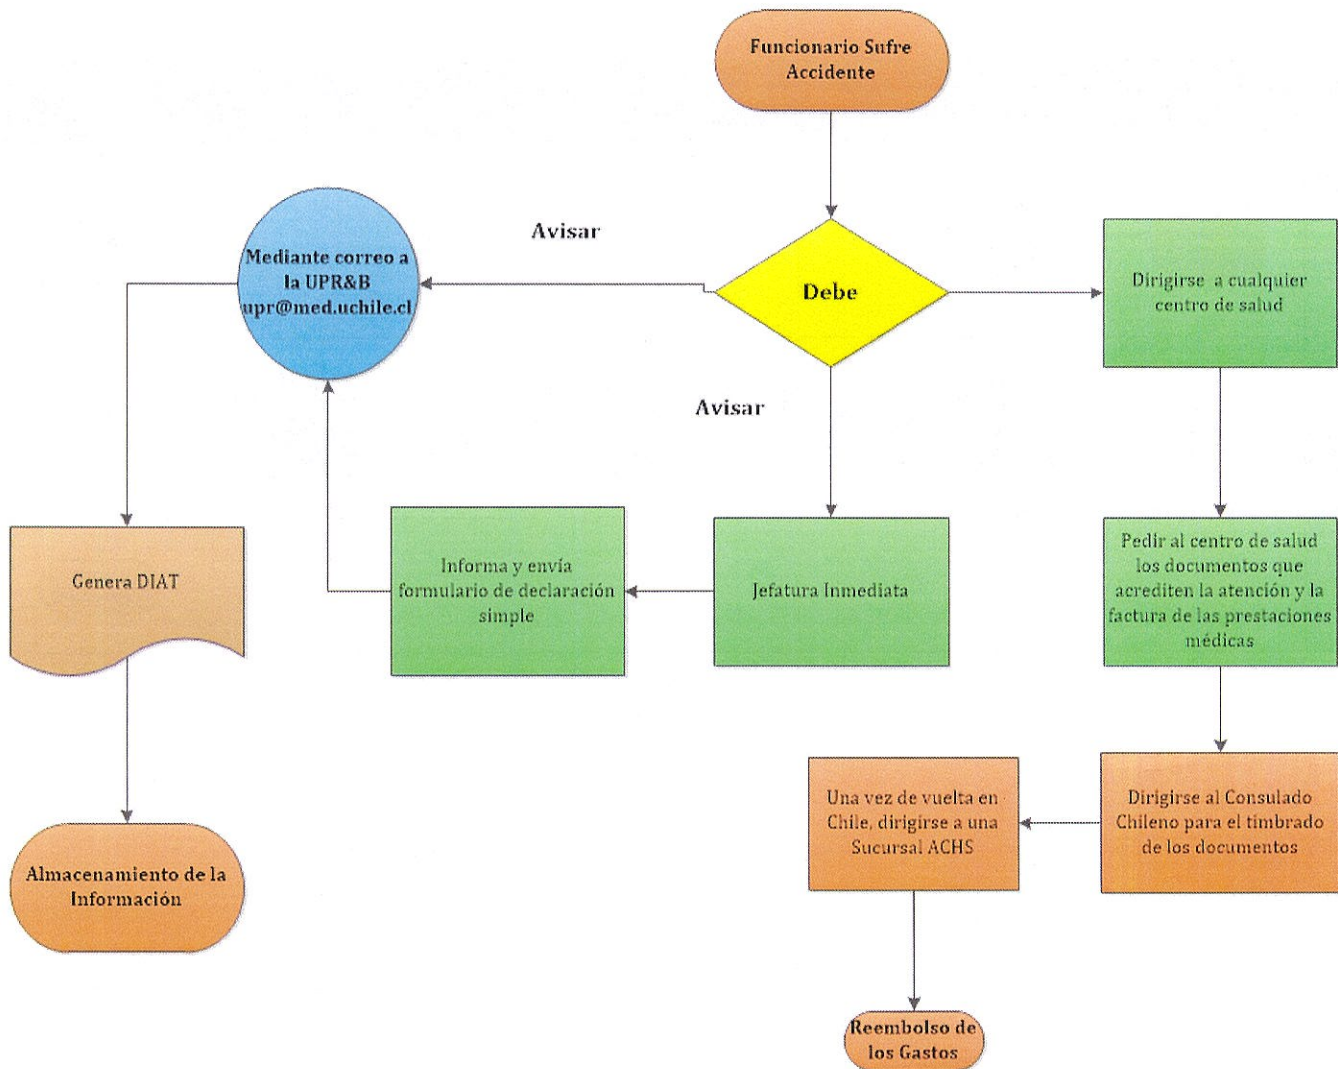 Funcionario Sufre
Accidente
Avisar
Mediante correo a
la UPR&B
upr@med.uchile.cl
Debe
Dirigirse a cualquier
centro de salud
Avisar
Genera DIAT
Informa y envía
formulario de declaración
simple
Jefatura Inmediata
Pedir al centro de salud
los documentos que
acrediten la atención y la
factura de las prestaciones
médicas
Una vez de vuelta en
Chile, dirigirse a una
Sucursal ACHS
Dirigirse al Consulado
Chileno para el timbrado
de los documentos
Almacenamiento de la
Información
Reembolso de
los Gastos